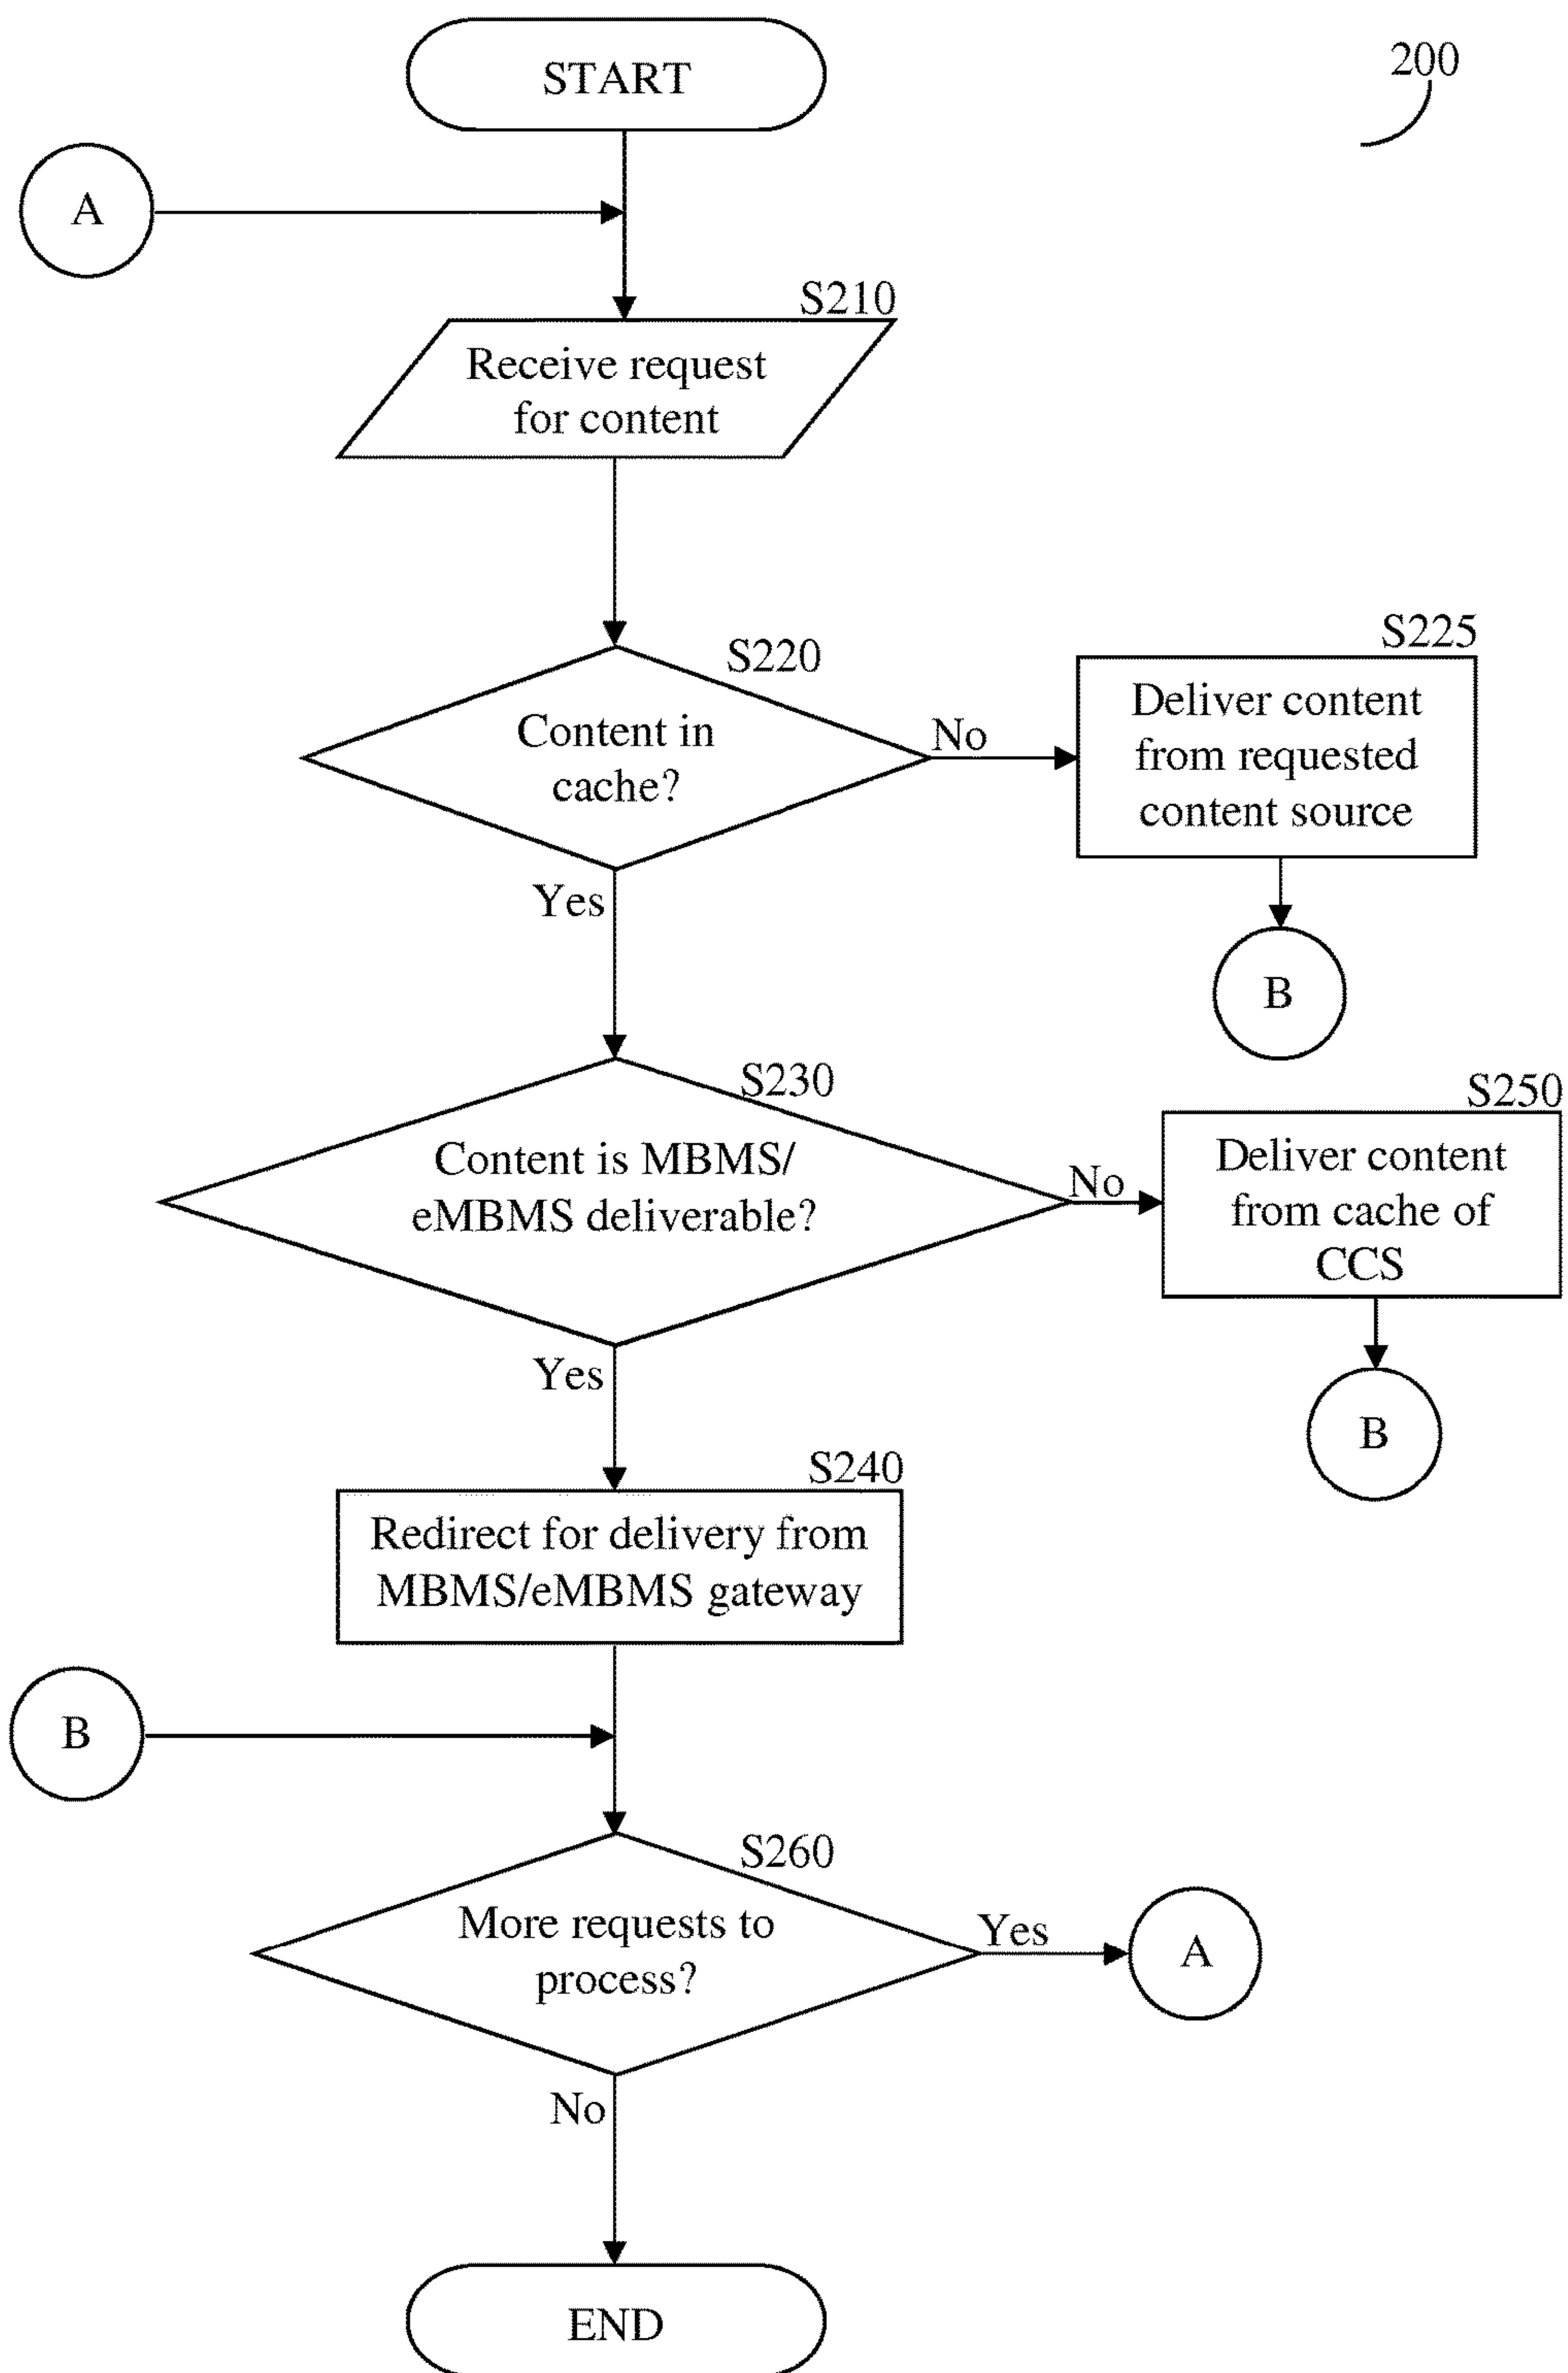 START
200
A
S210
Receive request
for content
S220
Content in
cache?
No
S225
Deliver content
from requested
content source
Yes
B
S230
Content is MBMS/
eMBMS deliverable?
No
S250
Deliver content
from cache of
CCS
Yes
B
S240
Redirect for delivery from
MBMS/eMBMS gateway
B
S260
More requests to
process?
Yes
A
No
END